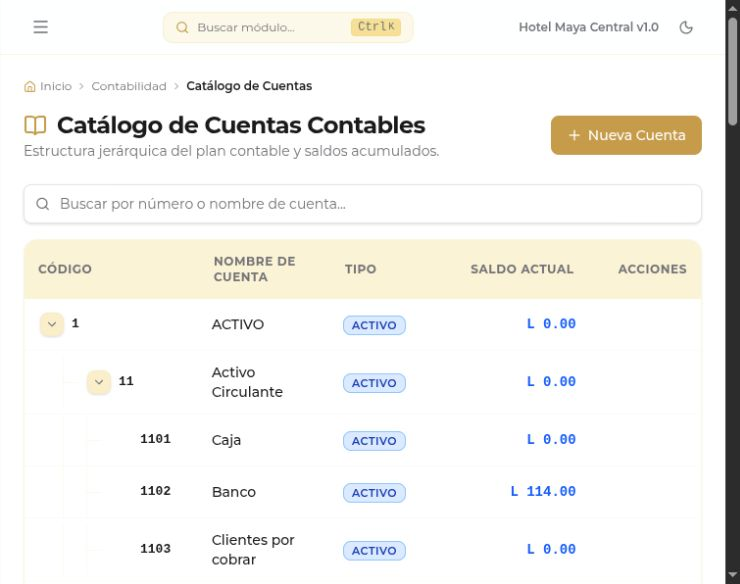 Buscar módulo... CtrlK
Hotel Maya Central v1.0
Inicio > Contabilidad > Catálogo de Cuentas
Catálogo de Cuentas Contables
Estructura jerárquica del plan contable y saldos acumulados.
+ Nueva Cuenta
Buscar por número o nombre de cuenta...
CÓDIGO NOMBRE DE CUENTA TIPO SALDO ACTUAL ACCIONES
1 ACTIVO ACTIVO L 0.00
11 Activo Circulante ACTIVO L 0.00
1101 Caja ACTIVO L 0.00
1102 Banco ACTIVO L 114.00
1103 Clientes por cobrar ACTIVO L 0.00